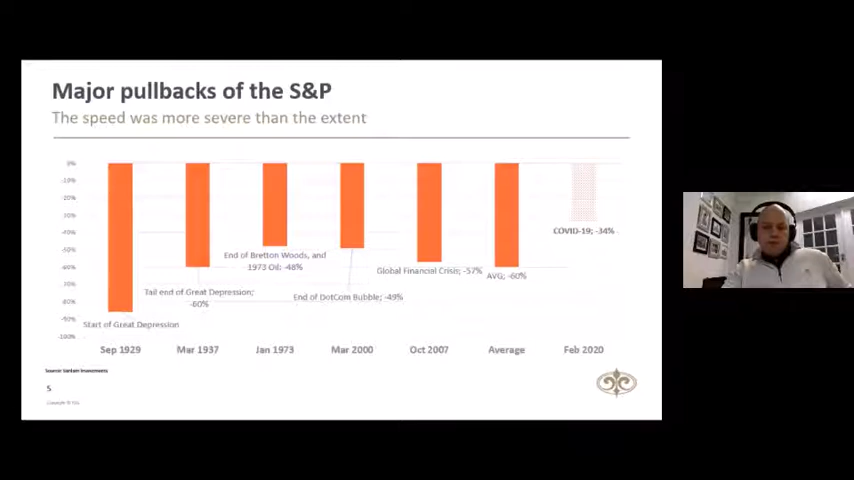 Major pullbacks of the S&P
The speed was more severe than the extent
0%
-10%
-20%
-30%
-40%
-50%
-60%
-70%
-80%
-90%
-100%
Start of Great Depression
Tail end of Great Depression;
-60%
End of Bretton Woods, and
1973 Oil; -48%
End of DotCom Bubble; -49%
Global Financial Crisis; -57%
AVG; -60%
COVID-19; -34%
Sep 1929
Mar 1937
Jan 1973
Mar 2000
Oct 2007
Average
Feb 2020
5